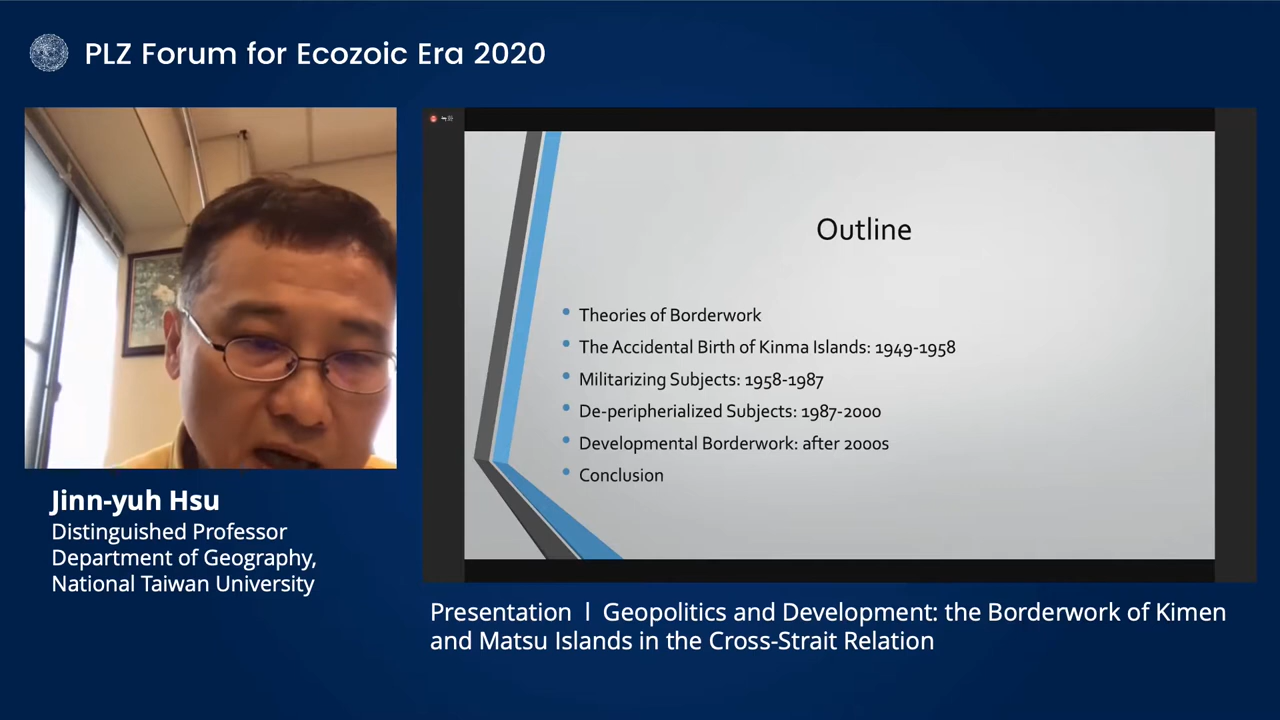 PLZ Forum for Ecozoic Era 2020
Outline
Theories of Borderwork
The Accidental Birth of Kinma Islands: 1949-1958
Militarizing Subjects: 1958-1987
De-peripherialized Subjects: 1987-2000
Developmental Borderwork: after 2000s
Conclusion
Jinn-yuh Hsu
Distinguished Professor
Department of Geography,
National Taiwan University
Presentation l Geopolitics and Development: the Borderwork of Kimen
and Matsu Islands in the Cross-Strait Relation